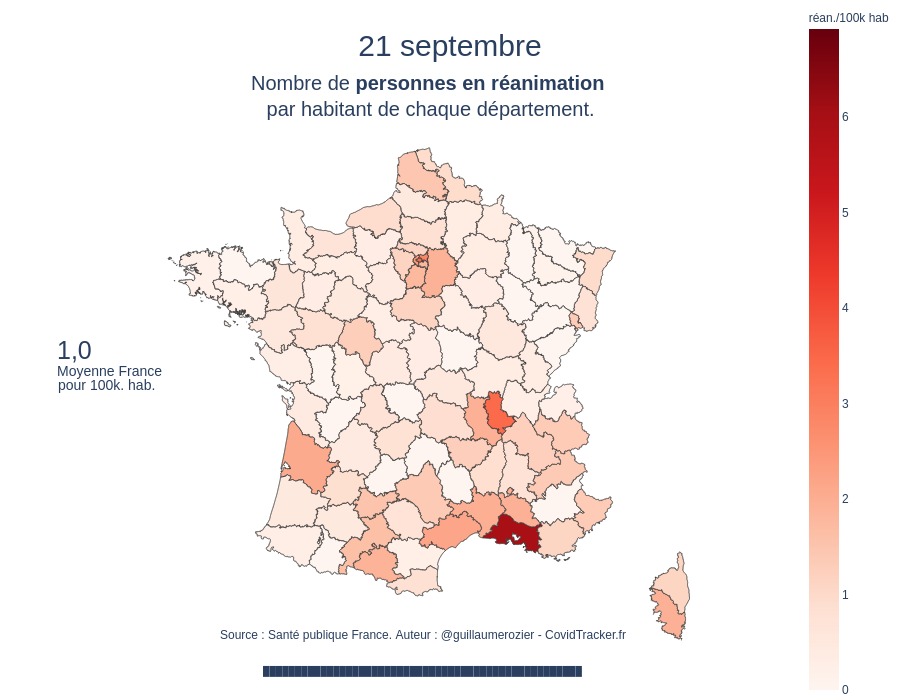 réan./100k hab
21 septembre
Nombre de personnes en réanimation
par habitant de chaque département.
6
5
4
3
2
1
0
1,0
Moyenne France
pour 100k. hab.
Source : Santé publique France. Auteur : @guillaumerozier - CovidTracker.fr